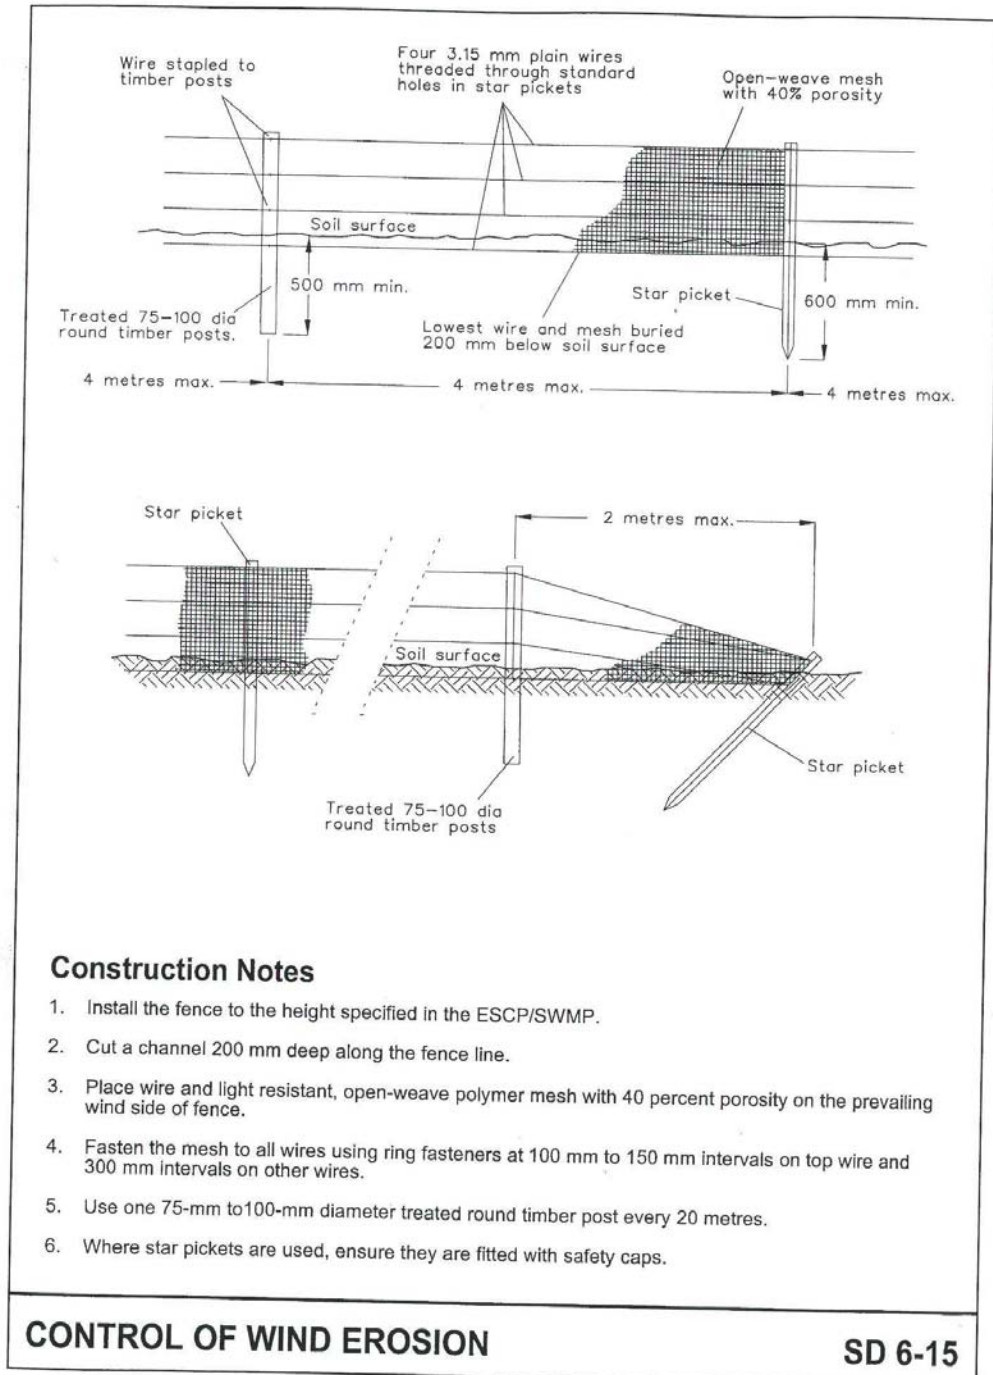 Wire stapled to
timber posts
Four 3.15 mm plain wires
threaded through standard
holes in star pickets
Open-weave mesh
with 40% porosity
Soil surface
500 mm min.
Star picket
600 mm min.
Treated 75-100 dia
round timber posts.
Lowest wire and mesh buried
200 mm below soil surface
4 metres max.
4 metres max.
4 metres max.
Star picket
2 metres max.
Soil surface
Star picket
Treated 75-100 dia
round timber posts
Construction Notes
1. Install the fence to the height specified in the ESCP/SWMP.
2. Cut a channel 200 mm deep along the fence line.
3. Place wire and light resistant, open-weave polymer mesh with 40 percent porosity on the prevailing
wind side of fence.
4. Fasten the mesh to all wires using ring fasteners at 100 mm to 150 mm intervals on top wire and
300 mm intervals on other wires.
5. Use one 75-mm to100-mm diameter treated round timber post every 20 metres.
6. Where star pickets are used, ensure they are fitted with safety caps.
CONTROL OF WIND EROSION
SD 6-15